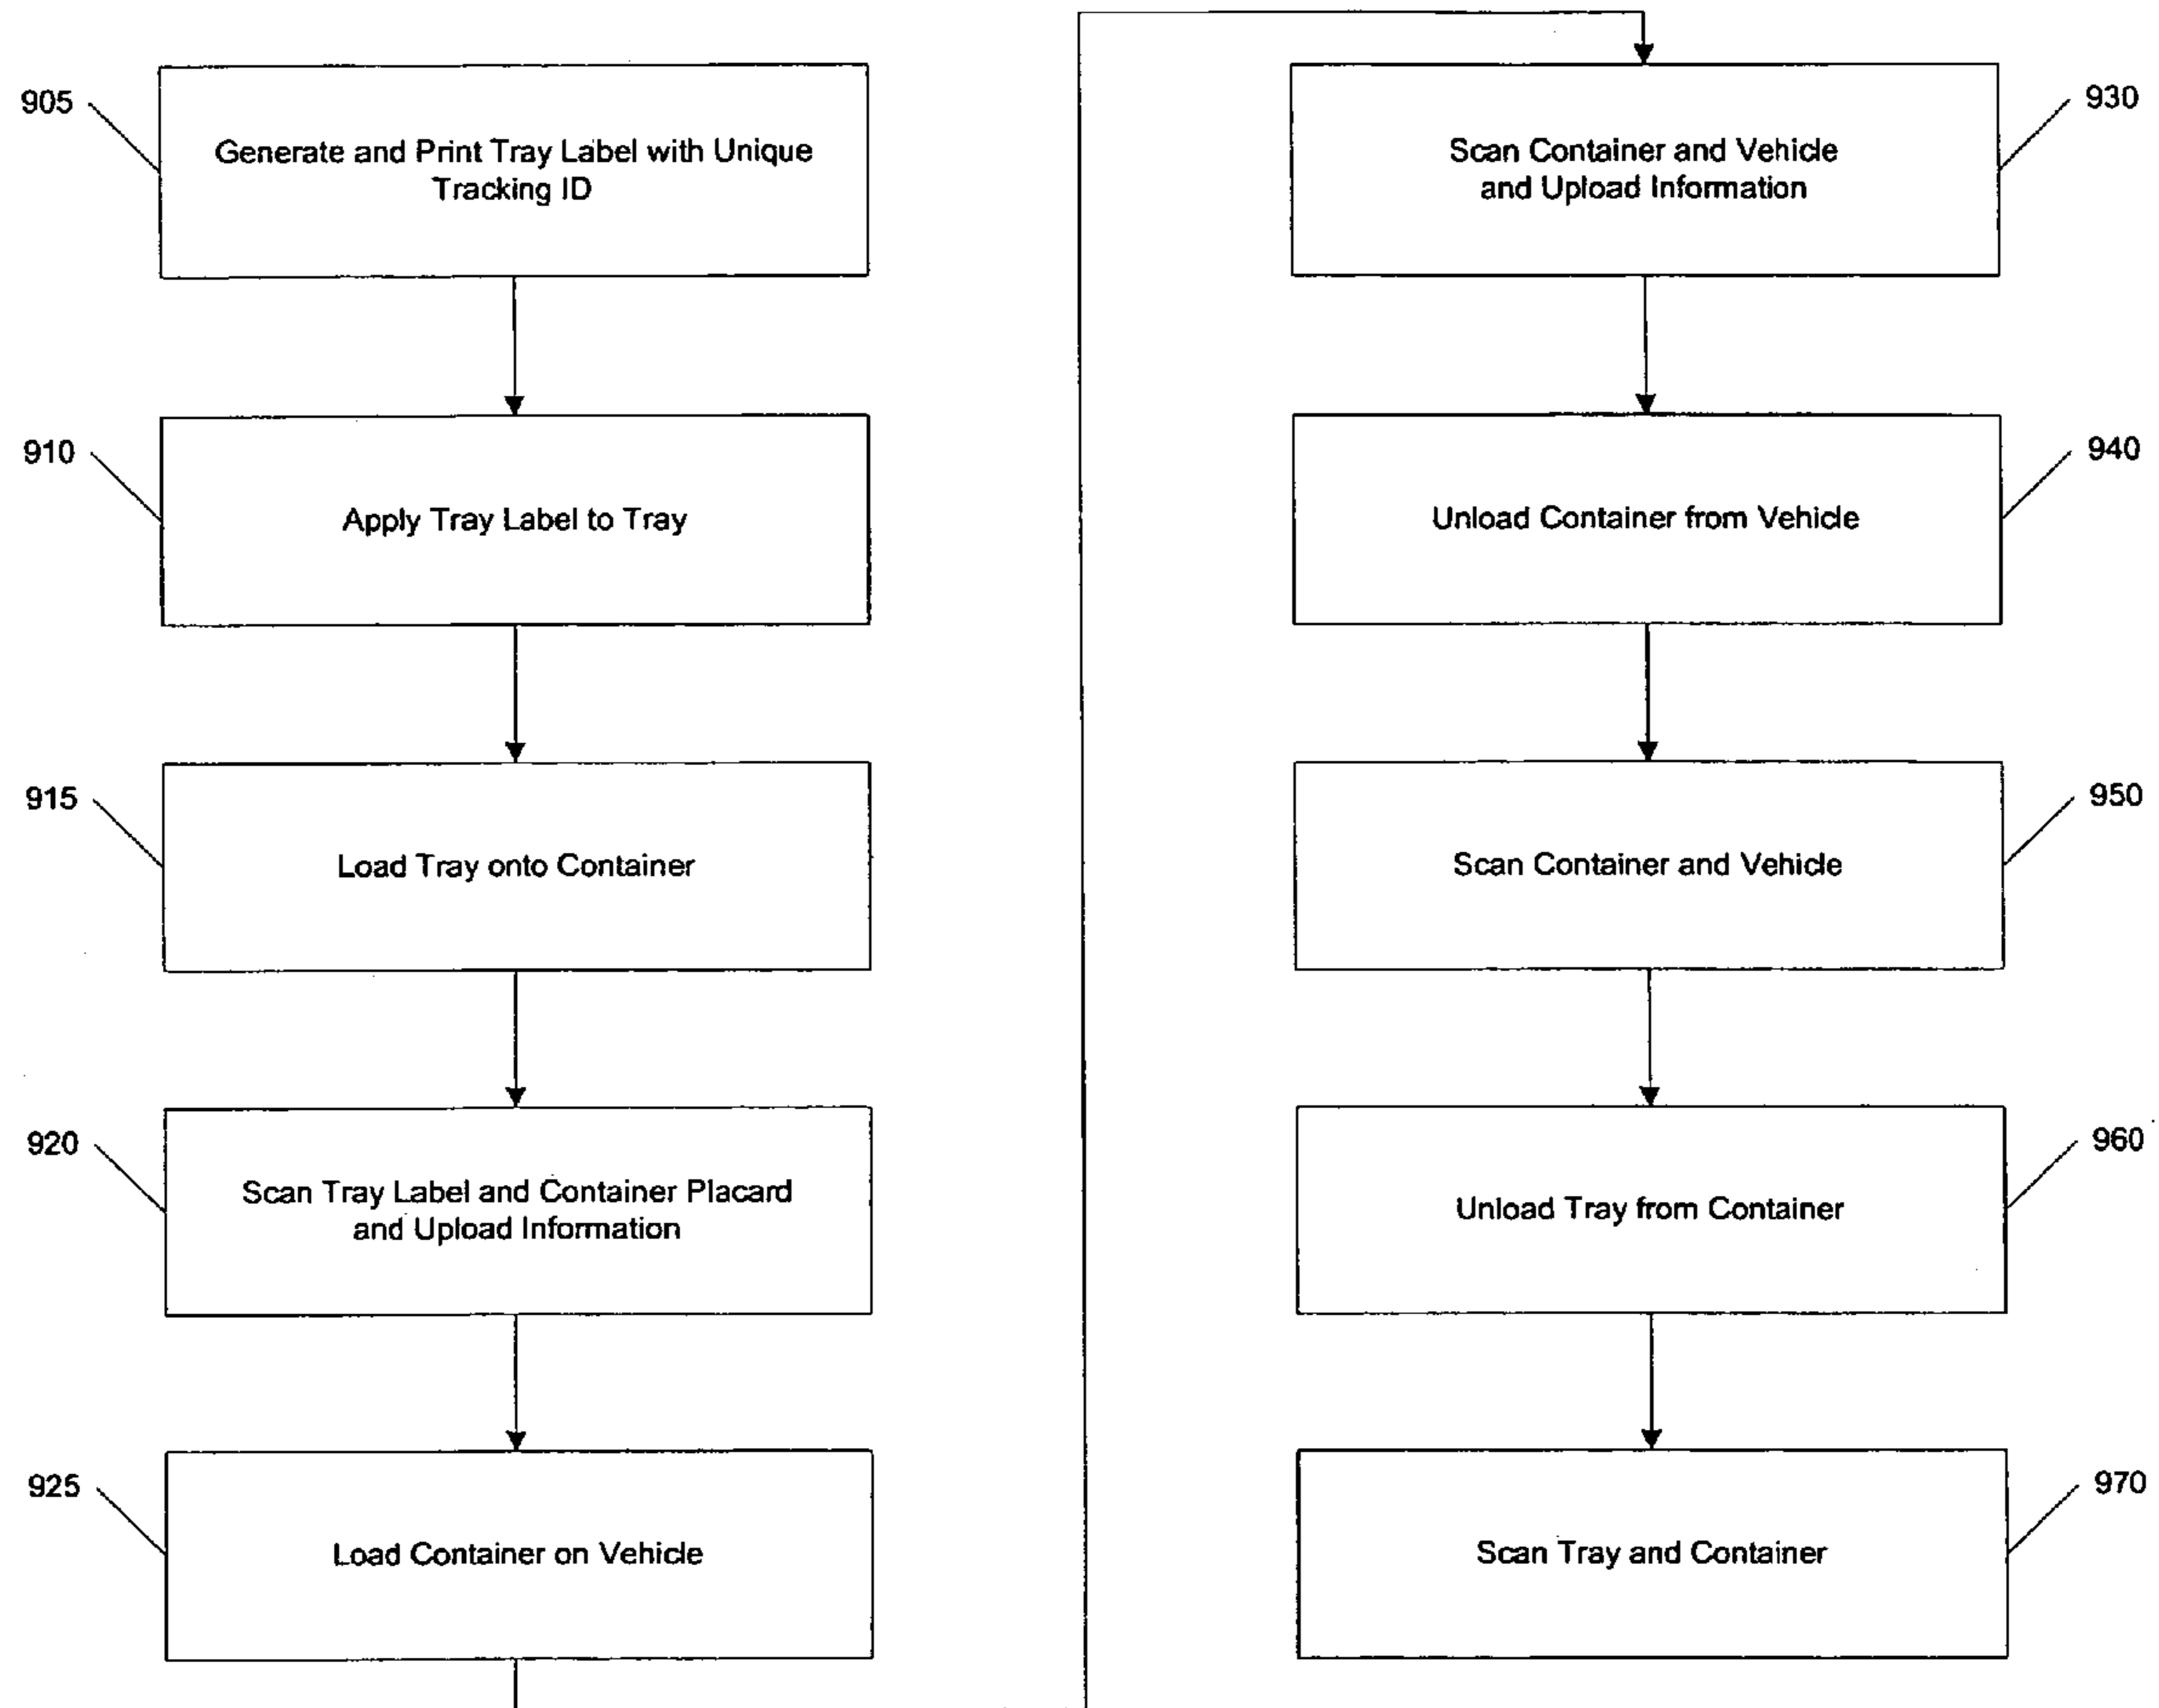 905
Generate and Print Tray Label with Unique
Tracking ID
910
Apply Tray Label to Tray
915
Load Tray onto Container
920
Scan Tray Label and Container Placard
and Upload Information
925
Load Container on Vehicle
930
Scan Container and Vehicle
and Upload Information
940
Unload Container from Vehicle
950
Scan Container and Vehicle
960
Unload Tray from Container
970
Scan Tray and Container